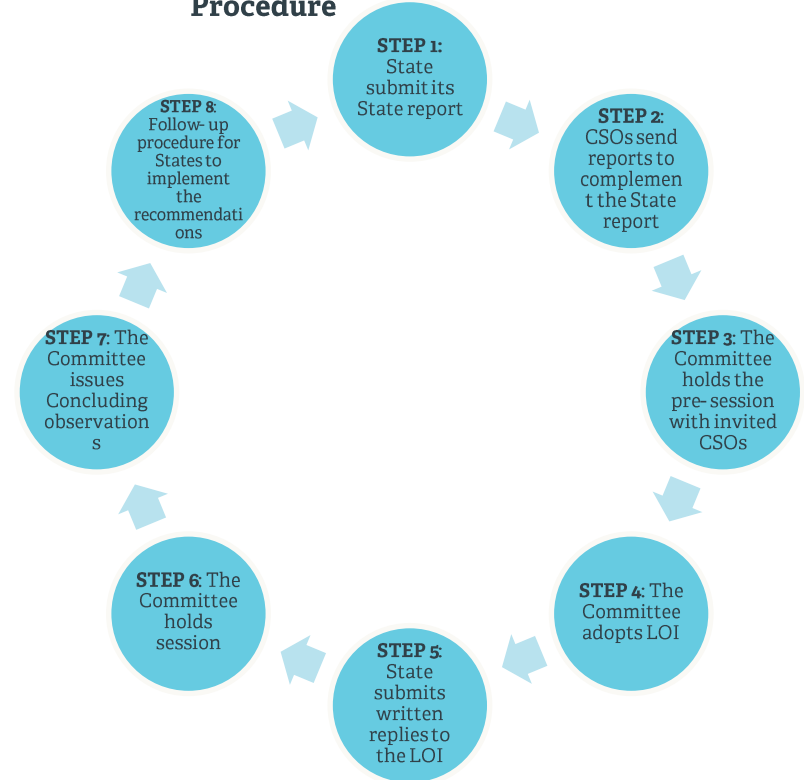 Procedure
STEP 1:
State
submit its
State report
STEP 2:
CSOs send
reports to
complemen
t the State
report
STEP 3: The
Committee
holds the
pre-session
with invited
CSOs
STEP 4: The
Committee
adopts LOI
STEP 5:
State
submits
written
replies to
the LOI
STEP 6: The
Committee
holds
session
STEP 7: The
Committee
issues
Concluding
observation
s
STEP 8:
Follow-up
procedure for
States to
implement
the
recommendati
ons